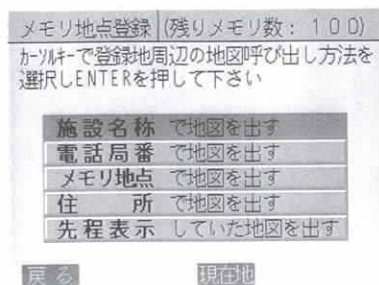 メモリ地点登録 (残りメモリ数: 100)
カーソルキーで登録地周辺の地図呼び出し方法を
選択しENTERを押して下さい
施設名称 で地図を出す
電話局番 で地図を出す
メモリ地点 で地図を出す
住 所 で地図を出す
先程表示 していた地図を出す
戻る 現在地